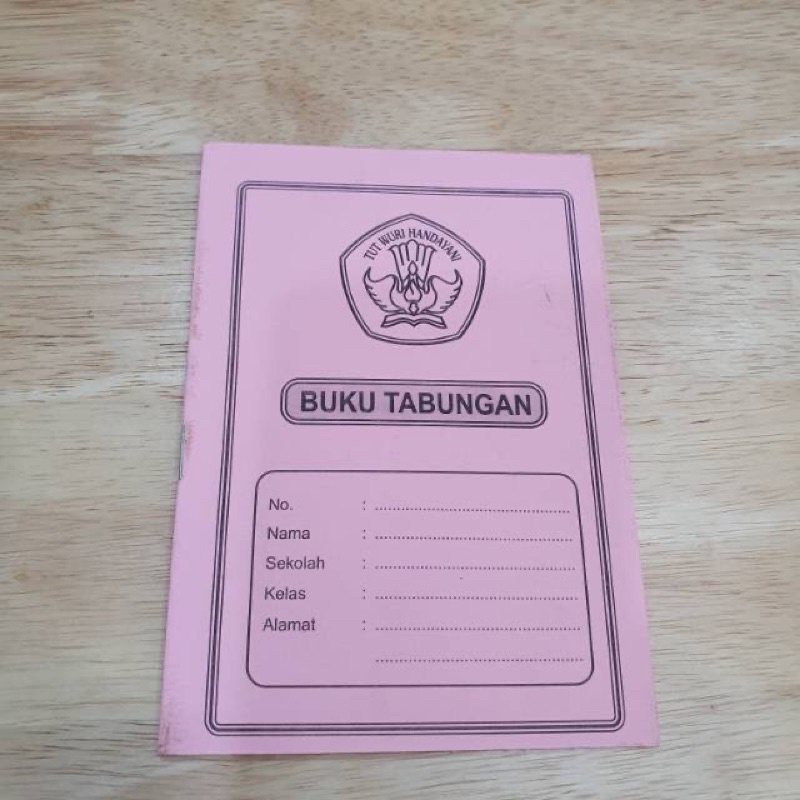 TUT WURI HANDAYANI
BUKU TABUNGAN
No. : ..........................................
Nama : ..........................................
Sekolah : ..........................................
Kelas : ..........................................
Alamat : ..........................................
..........................................